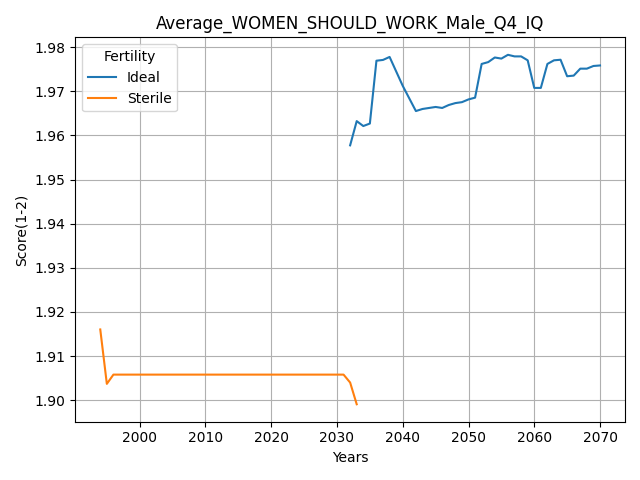 Average_WOMEN_SHOULD_WORK_Male_Q4_IQ
Fertility
Ideal
Sterile
Score(1-2)
1.98
1.97
1.96
1.95
1.94
1.93
1.92
1.91
1.90
2000
2010
2020
2030
2040
2050
2060
2070
Years